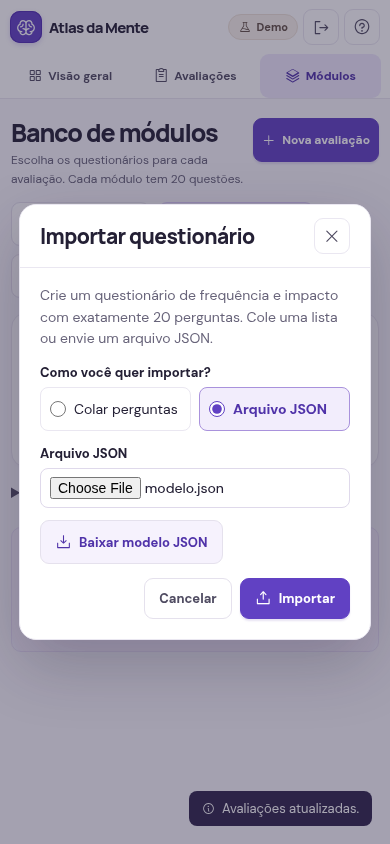 Atlas da Mente
Demo
Visão geral
Avaliações
Módulos
Banco de módulos
Escolha os questionários para cada
avaliação. Cada módulo tem 20 questões.
Nova avaliação
Importar questionário
Crie um questionário de frequência e impacto
com exatamente 20 perguntas. Cole uma lista
ou envie um arquivo JSON.
Como você quer importar?
Colar perguntas
Arquivo JSON
Arquivo JSON
Choose File modelo.json
Baixar modelo JSON
Cancelar
Importar
Avaliações atualizadas.